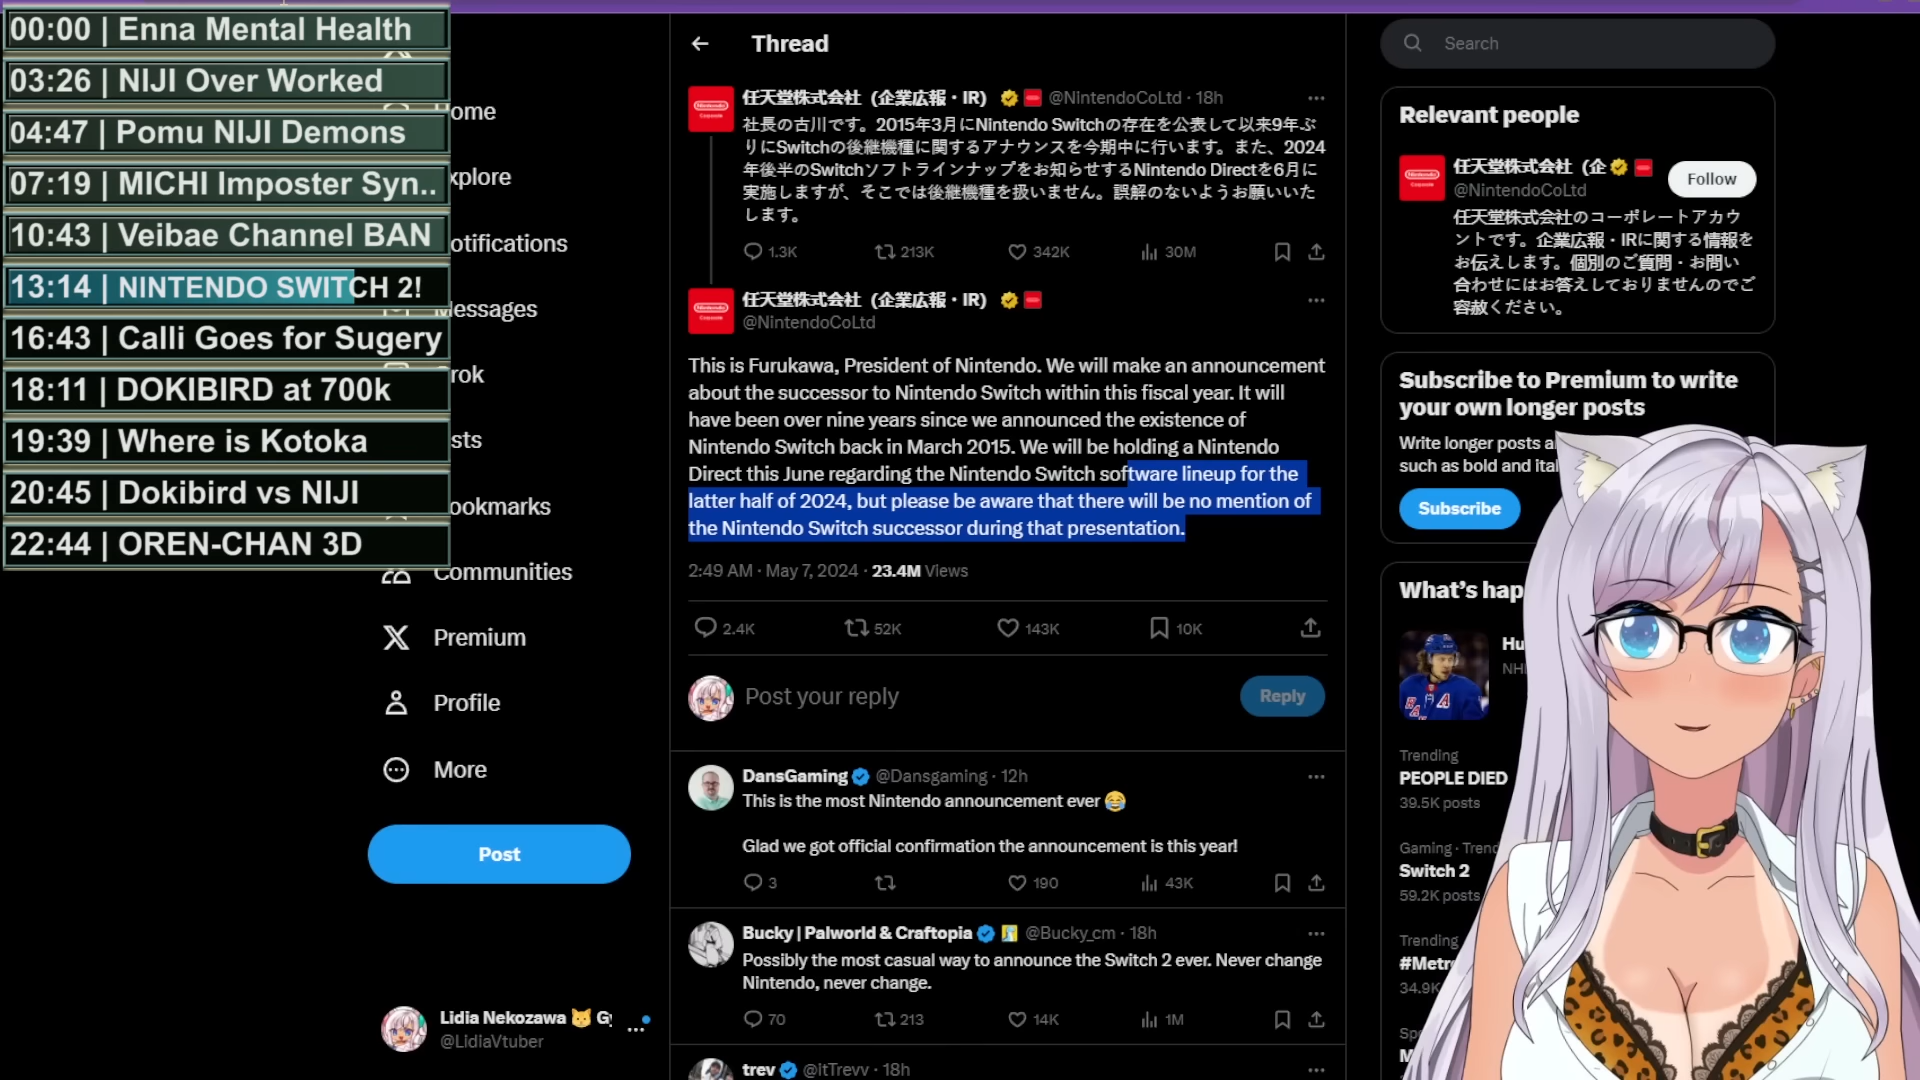 00:00 | Enna Mental Health
03:26 | NIJI Over Worked
04:47 | Pomu NIJI Demons
07:19 | MICHI Imposter Syn..
10:43 | Veibae Channel BAN
13:14 | NINTENDO SWITCH 2!
16:43 | Calli Goes for Sugery
18:11 | DOKIBIRD at 700k
19:39 | Where is Kotoka
20:45 | Dokibird vs NIJI
22:44 | OREN-CHAN 3D
ome
xplore
otifications
Messages
rok
sts
ookmarks
Communities
Premium
Profile
More
Post
Lidia Nekozawa
@LidiaVtuber
Thread
任天堂株式会社（企業広報・IR） @NintendoCoLtd · 18h
社長の古川です。2015年3月にNintendo Switchの存在を公表して以来9年ぶ
りにSwitchの後継機種に関するアナウンスを今期中に行います。また、2024
年後半のSwitchソフトラインナップをお知らせするNintendo Directを6月に
実施しますが、そこでは後継機種を扱いません。誤解のないようお願いいた
します。
1.3K 213K 342K 30M
任天堂株式会社（企業広報・IR）
@NintendoCoLtd
This is Furukawa, President of Nintendo. We will make an announcement
about the successor to Nintendo Switch within this fiscal year. It will
have been over nine years since we announced the existence of
Nintendo Switch back in March 2015. We will be holding a Nintendo
Direct this June regarding the Nintendo Switch software lineup for the
latter half of 2024, but please be aware that there will be no mention of
the Nintendo Switch successor during that presentation.
2:49 AM · May 7, 2024 · 23.4M Views
2.4K 52K 143K 10K
Post your reply
Reply
DansGaming @Dansgaming · 12h
This is the most Nintendo announcement ever 😂
Glad we got official confirmation the announcement is this year!
3 190 43K
Bucky | Palworld & Craftopia @Bucky_cm · 18h
Possibly the most casual way to announce the Switch 2 ever. Never change
Nintendo, never change.
70 213 14K 1M
trev @ItTrevv · 18h
Search
Relevant people
任天堂株式会社（企
@NintendoCoLtd
Follow
任天堂株式会社のコーポレートアカウ
ントです。企業広報・IRに関する情報を
お伝えします。個別のご質問・お問い
合わせにはお答えしておりませんのでご
容赦ください。
Subscribe to Premium to write
your own longer posts
Write longer posts
such as bold and ital
Subscribe
What's hap
Hu
NH
Trending
PEOPLE DIED
39.5K posts
Gaming · Trend
Switch 2
59.2K posts
Trending
#Metr
34.9K
Sp
M